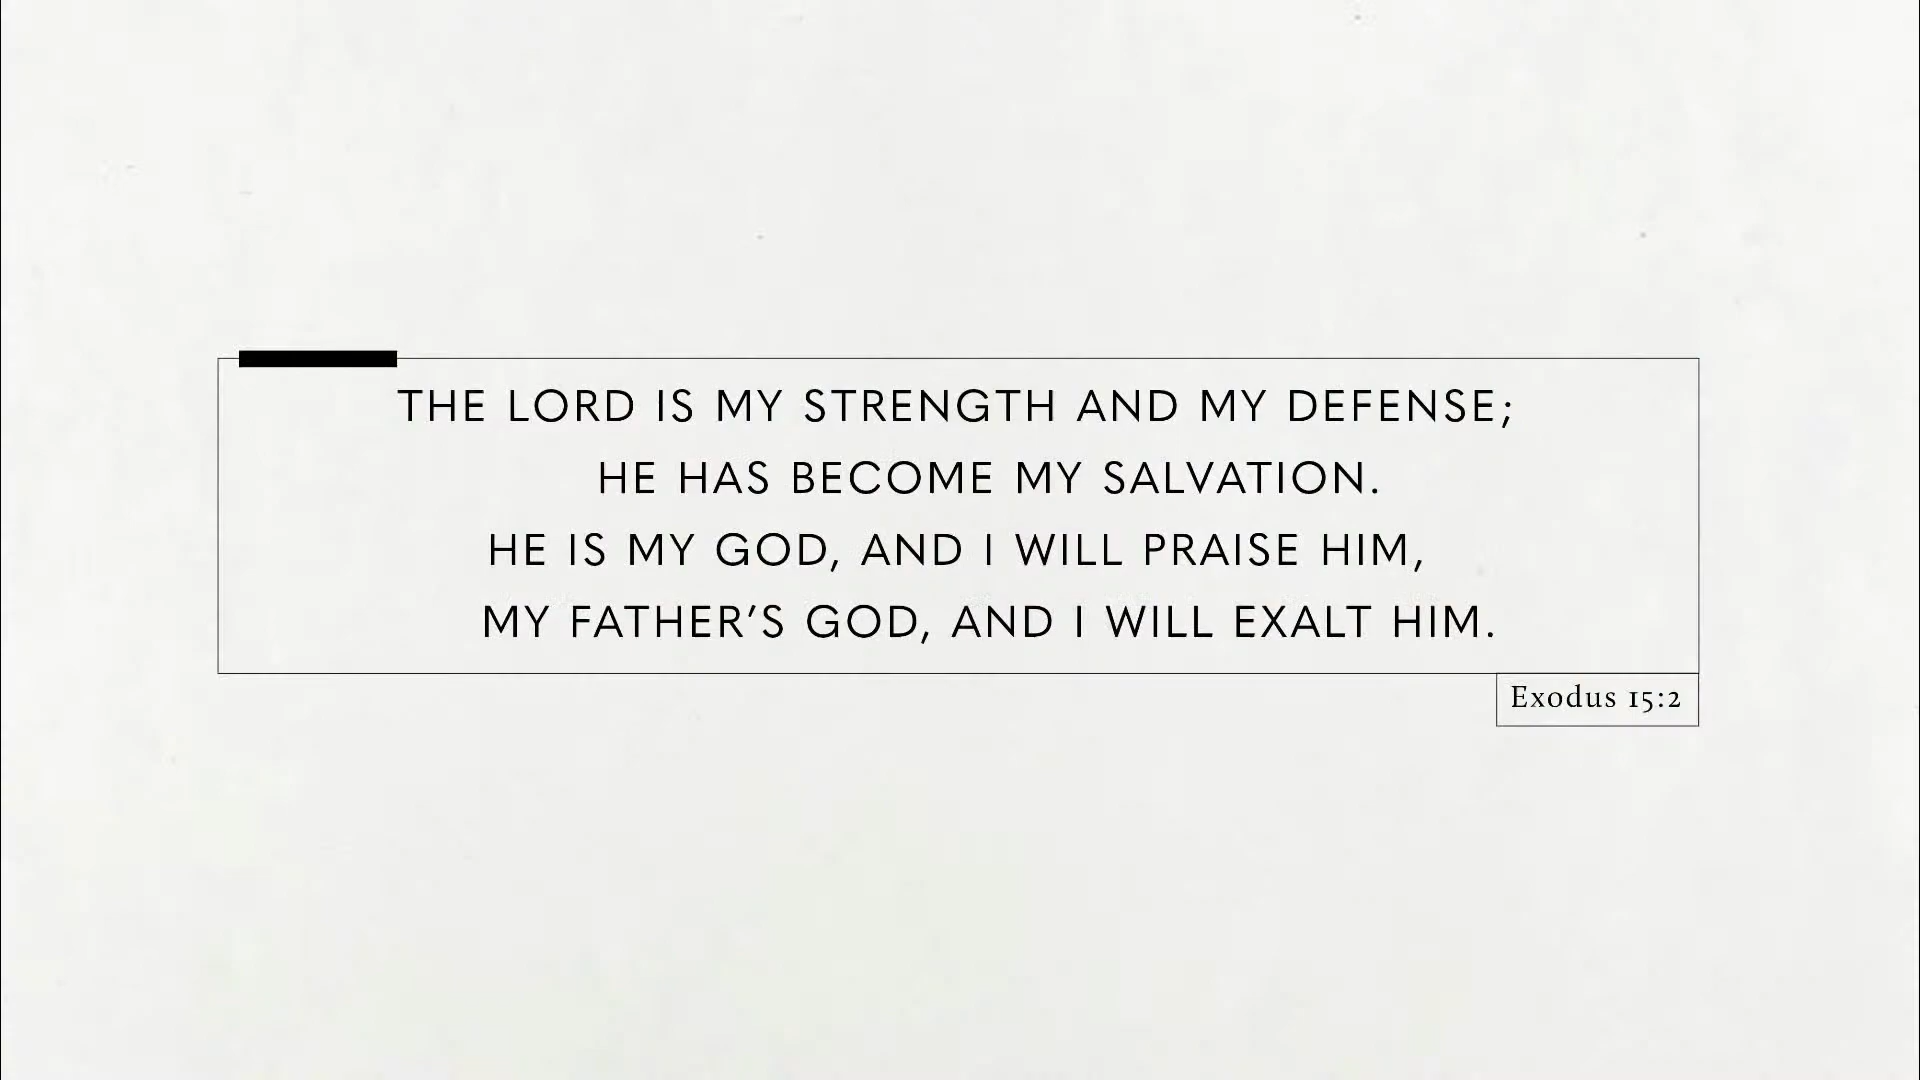 THE LORD IS MY STRENGTH AND MY DEFENSE;
HE HAS BECOME MY SALVATION.
HE IS MY GOD, AND I WILL PRAISE HIM,
MY FATHER’S GOD, AND I WILL EXALT HIM.
Exodus 15:2